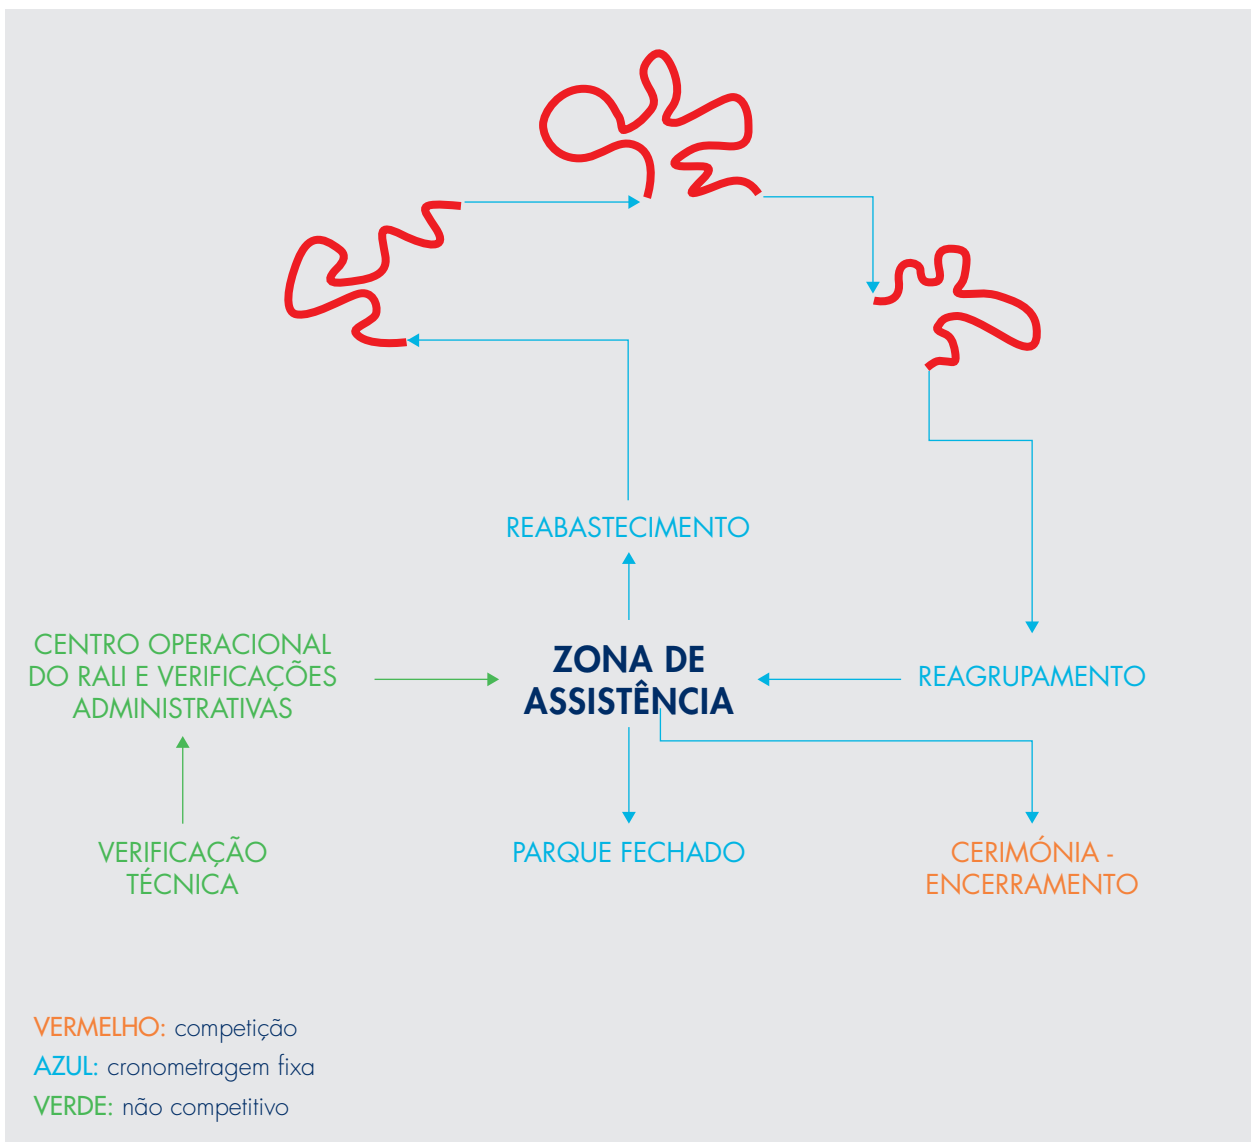 REABASTECIMENTO
CENTRO OPERACIONAL
DO RALI E VERIFICAÇÕES
ADMINISTRATIVAS
ZONA DE
ASSISTÊNCIA
REAGRUPAMENTO
VERIFICAÇÃO
TÉCNICA
PARQUE FECHADO
CERIMÓNIA -
ENCERRAMENTO
VERMELHO: competição
AZUL: cronometragem fixa
VERDE: não competitivo